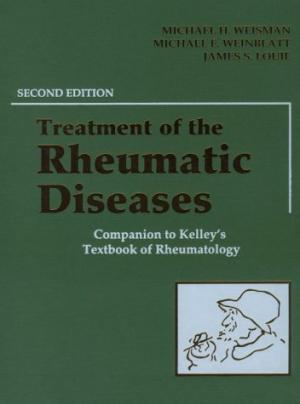 MICHAEL H. WEISMAN
MICHAEL E. WEINBLATT
JAMES S. LOUIE
SECOND EDITION
Treatment of the
Rheumatic
Diseases
Companion to Kelley's
Textbook of Rheumatology